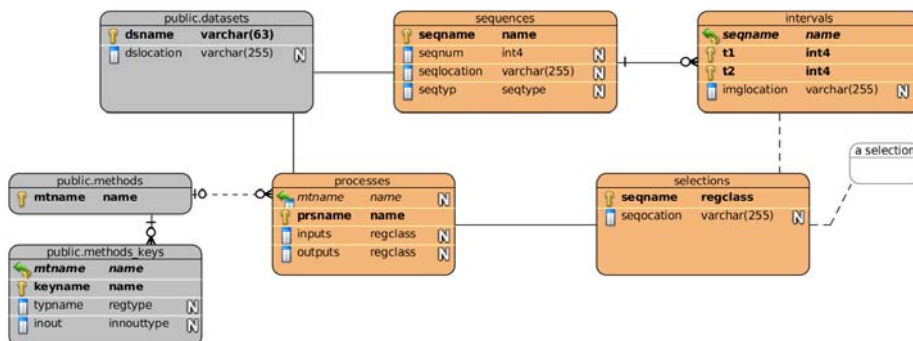 public.datasets
dsname varchar(63)
dslocation varchar(255) N
sequences
seqname name
seqnum int4 N
seqlocation varchar(255) N
seqtyp seqtype N
intervals
seqname name
t1 int4
t2 int4
imglocation varchar(255) N
a selection
public.methods
mtname name
processes
mtname name N
prsname name
inputs regclass N
outputs regclass N
selections
seqname regclass
seqocation varchar(255) N
public.methods_keys
mtname name
keyname name
typname regtype N
inout innouttype N